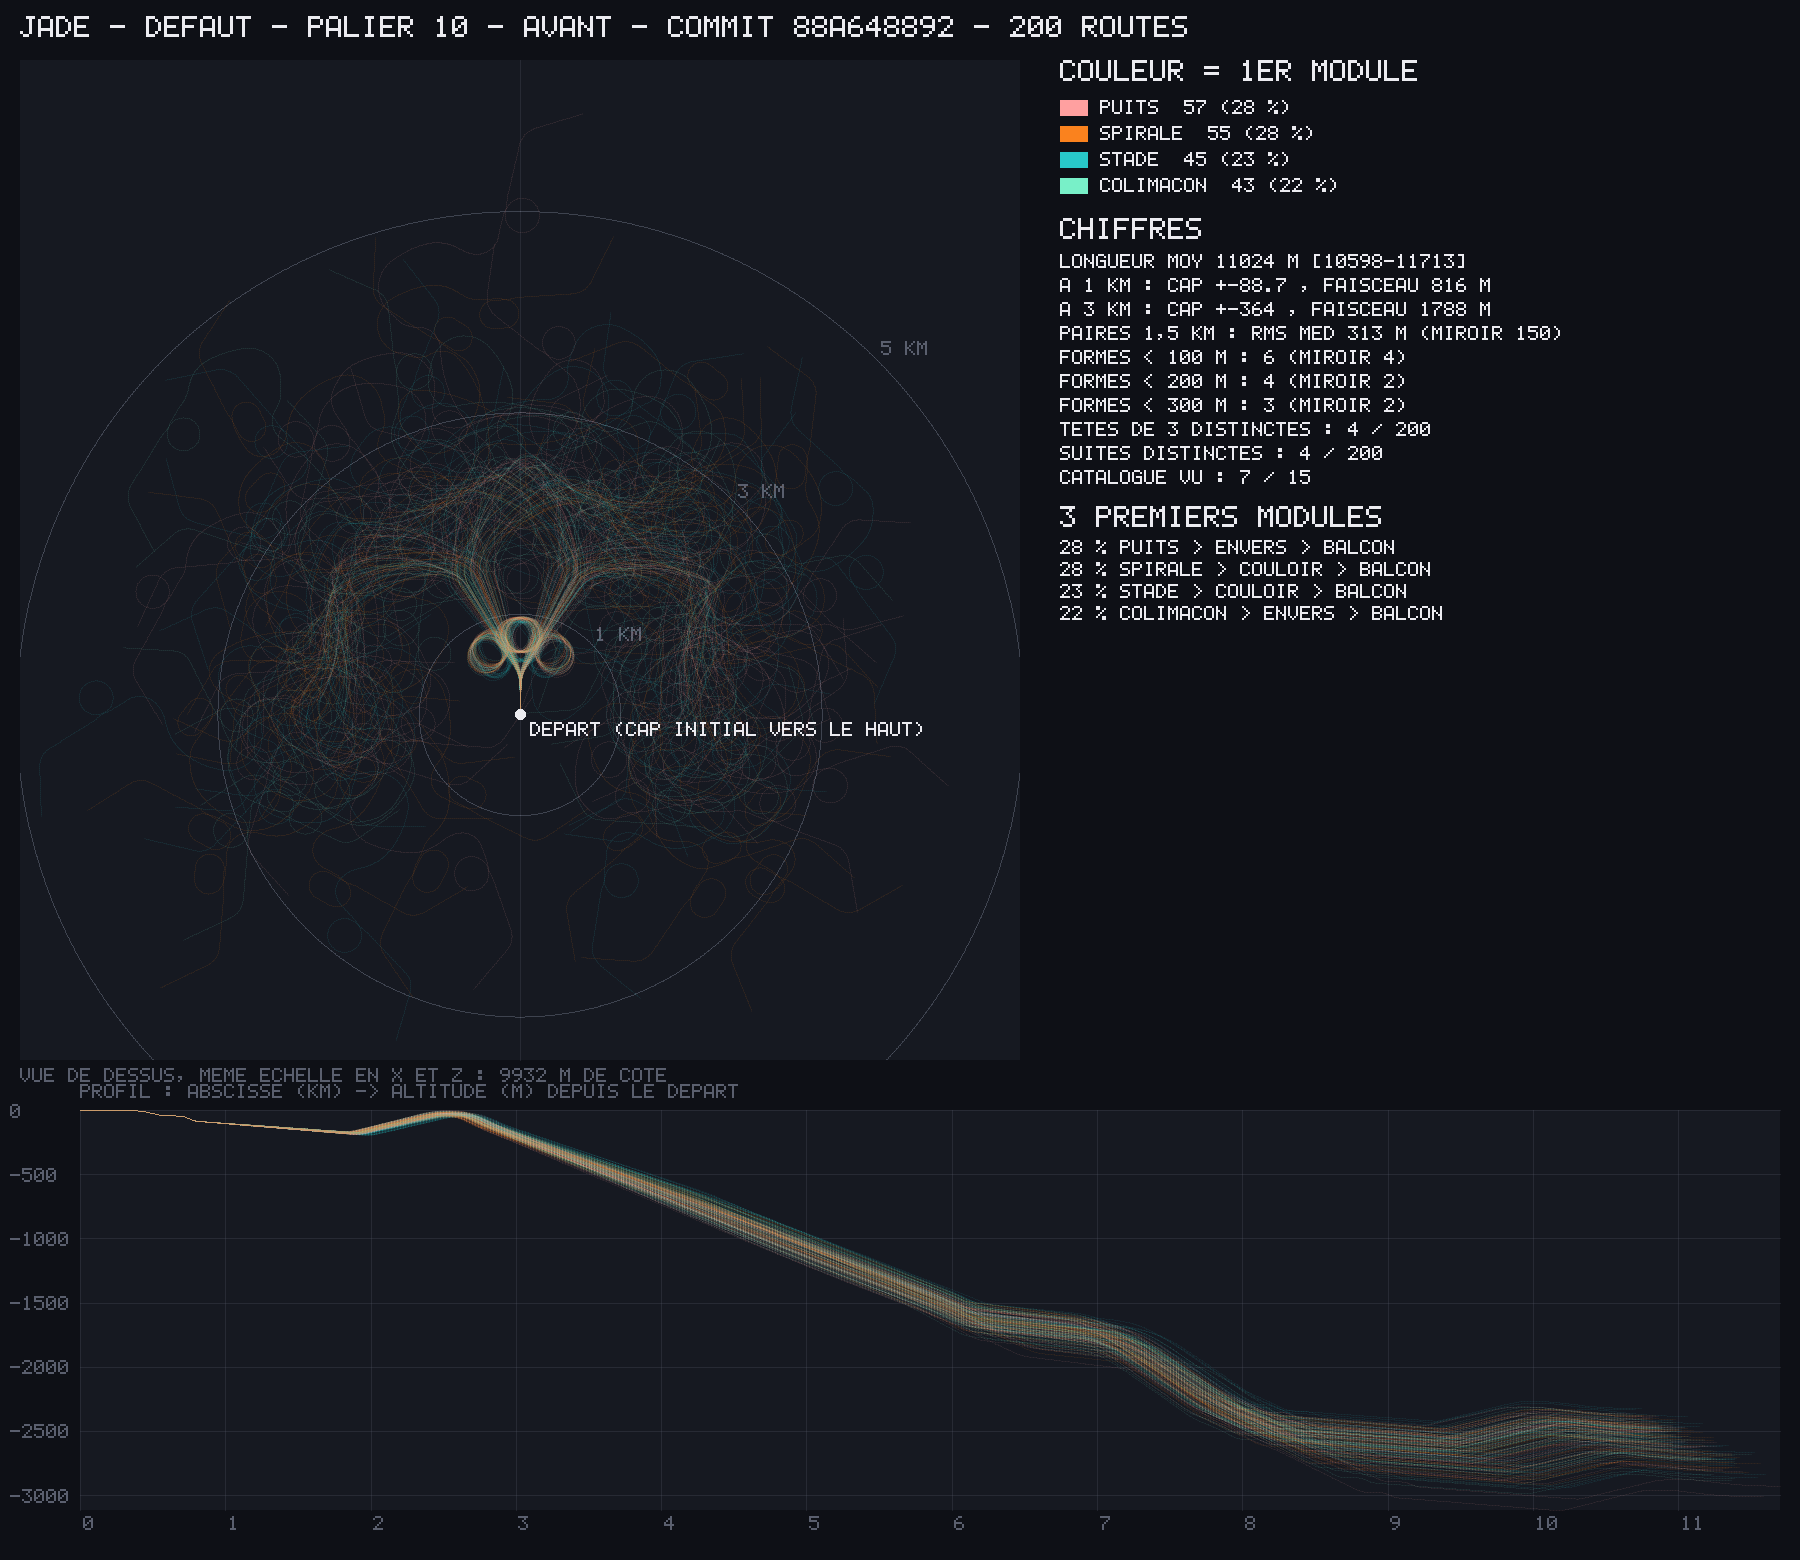 JADE - DEFAUT - PALIER 10 - AVANT - COMMIT 88A648892 - 200 ROUTES
COULEUR = 1ER MODULE
PUITS 57 (28 %)
SPIRALE 55 (28 %)
STADE 45 (23 %)
COLIMACON 43 (22 %)
CHIFFRES
LONGUEUR MOY 11024 M [10598-11713]
A 1 KM : CAP +-88.7 , FAISCEAU 816 M
A 3 KM : CAP +-364 , FAISCEAU 1788 M
PAIRES 1,5 KM : RMS MED 313 M (MIROIR 150)
FORMES < 100 M : 6 (MIROIR 4)
FORMES < 200 M : 4 (MIROIR 2)
FORMES < 300 M : 3 (MIROIR 2)
TETES DE 3 DISTINCTES : 4 / 200
SUITES DISTINCTES : 4 / 200
CATALOGUE VU : 7 / 15
3 PREMIERS MODULES
28 % PUITS > ENVERS > BALCON
28 % SPIRALE > COULOIR > BALCON
23 % STADE > COULOIR > BALCON
22 % COLIMACON > ENVERS > BALCON
5 KM
3 KM
1 KM
DEPART (CAP INITIAL VERS LE HAUT)
VUE DE DESSUS, MEME ECHELLE EN X ET Z : 9932 M DE COTE
PROFIL : ABSCISSE (KM) -> ALTITUDE (M) DEPUIS LE DEPART
0
-500
-1000
-1500
-2000
-2500
-3000
0 1 2 3 4 5 6 7 8 9 10 11